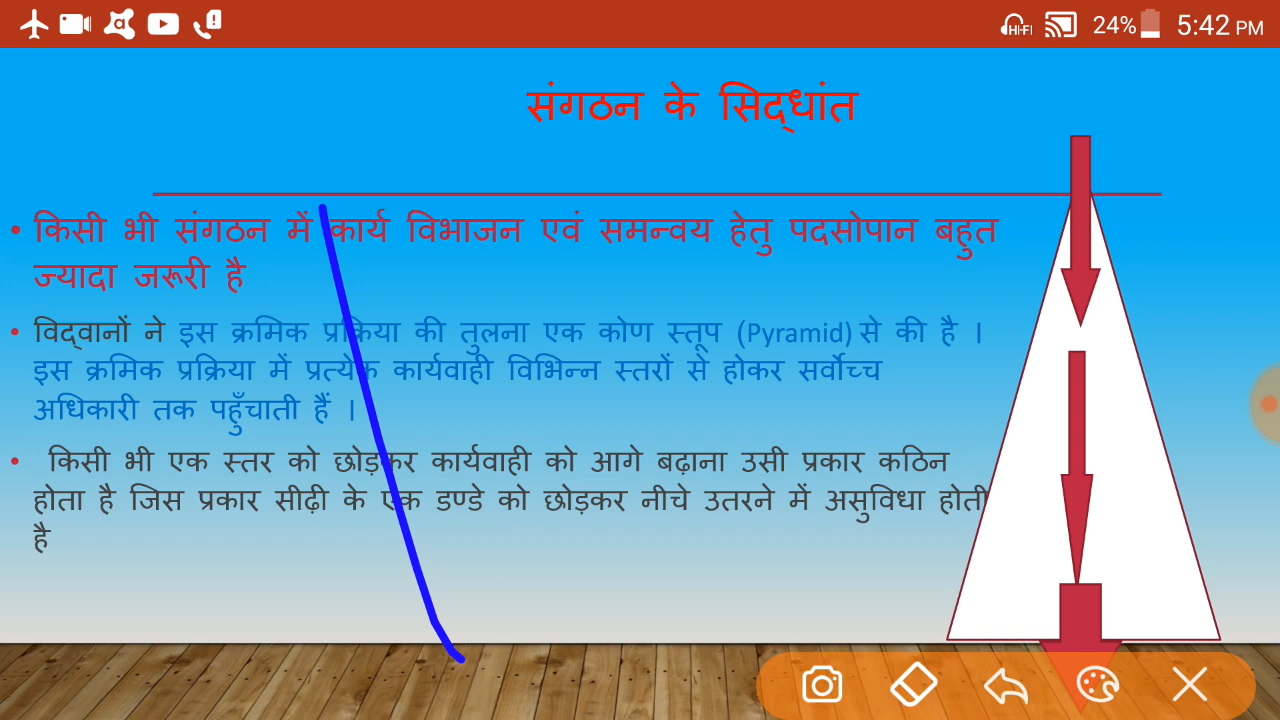 24% 5:42 PM
संगठन के सिद्धांत
• किसी भी संगठन में कार्य विभाजन एवं समन्वय हेतु पदसोपान बहुत
ज्यादा जरूरी है
• विद्वानों ने इस क्रमिक प्रक्रिया की तुलना एक कोण स्तूप (Pyramid) से की है ।
इस क्रमिक प्रक्रिया में प्रत्येक कार्यवाही विभिन्न स्तरों से होकर सर्वोच्च
अधिकारी तक पहुँचाती हैं ।
• किसी भी एक स्तर को छोड़कर कार्यवाही को आगे बढ़ाना उसी प्रकार कठिन
होता है जिस प्रकार सीढ़ी के एक डण्डे को छोड़कर नीचे उतरने में असुविधा होती
है